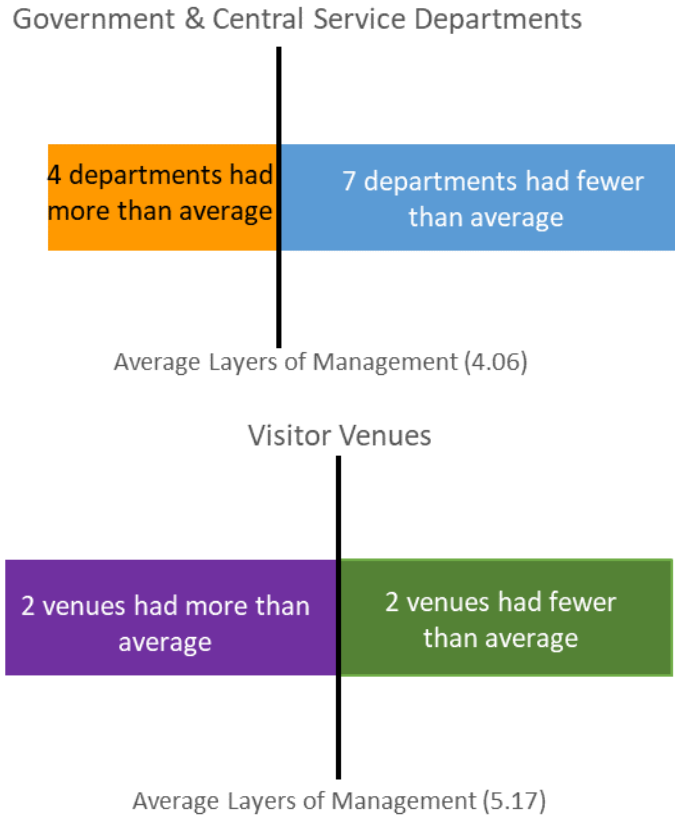 Government & Central Service Departments
4 departments had
more than average
7 departments had fewer
than average
Average Layers of Management (4.06)
Visitor Venues
2 venues had more than
average
2 venues had fewer
than average
Average Layers of Management (5.17)